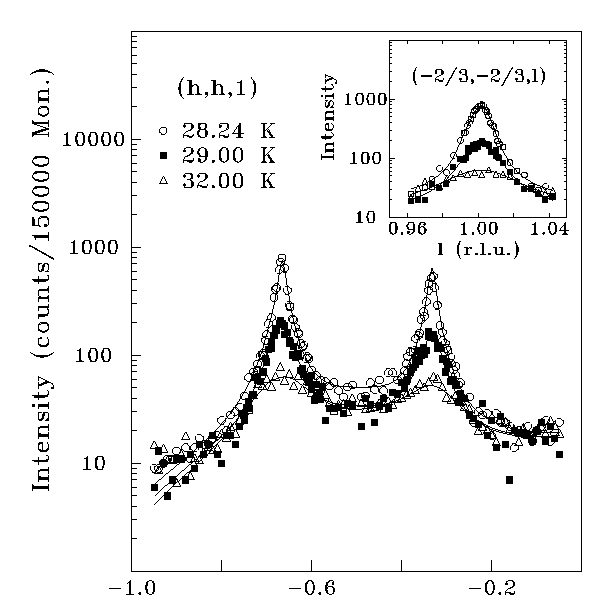 (h,h,1)
28.24 K
29.00 K
32.00 K
Intensity (counts/150000 Mon.)
10000
1000
100
10
−1.0 −0.6 −0.2
(−2/3,−2/3,l)
Intensity
1000
100
10
0.96 1.00 1.04
l (r.l.u.)